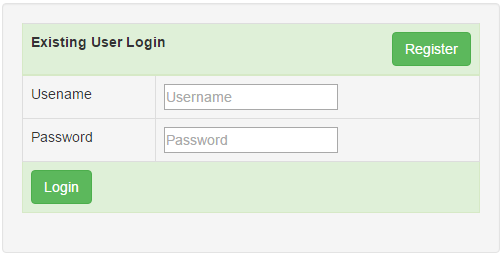 Existing User Login
Register
Usename
Username
Password
Password
Login